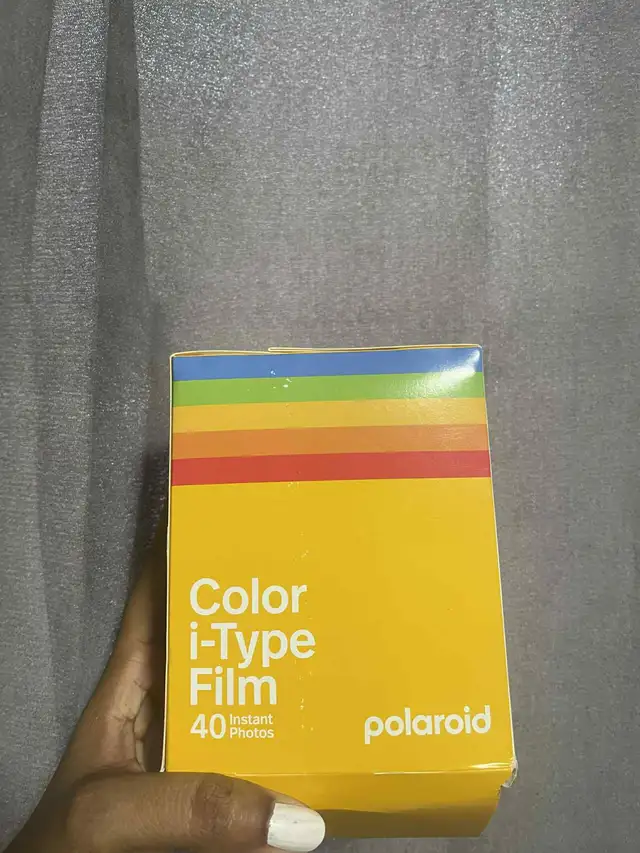 Color
i-Type
Film
40 Instant
Photos
polaroid